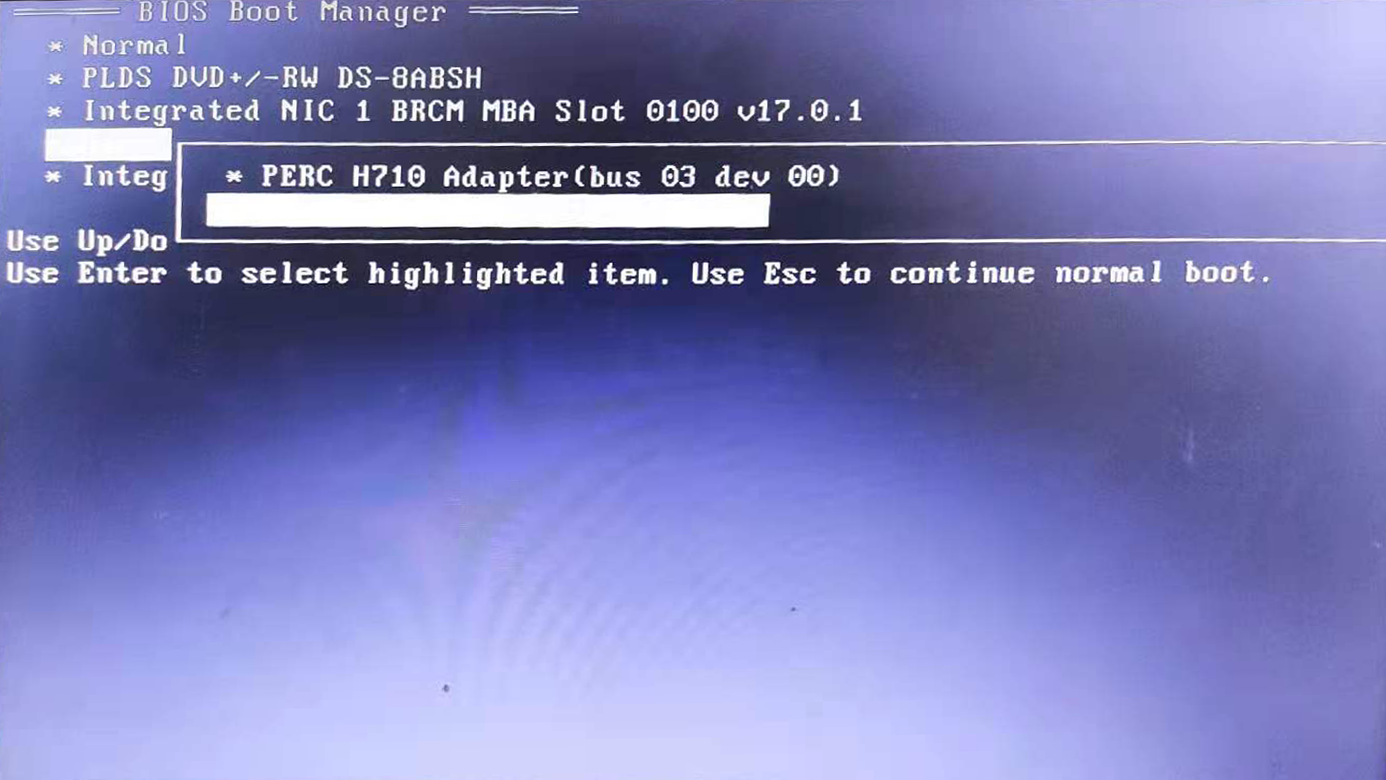 BIOS Boot Manager
* Normal
* PLDS DVD+/-RW DS-8ABSH
* Integrated NIC 1 BRCM MBA Slot 0100 v17.0.1
* Integ
* PERC H710 Adapter(bus 03 dev 00)
Use Up/Do
Use Enter to select highlighted item. Use Esc to continue normal boot.